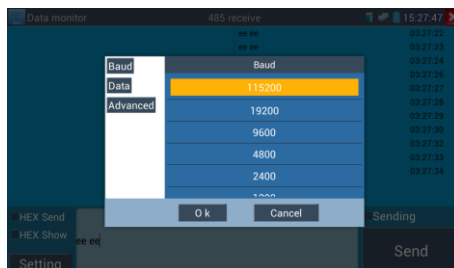 Data monitor 485 receive 15:27:47
ee ee 03:27:22
ee ee 03:27:23
03:27:24
03:27:26
03:27:27
03:27:28
03:27:29
03:27:30
03:27:32
03:27:33
03:27:34
Baud
Data
Advanced
Baud
115200
19200
9600
4800
2400
1200
Ok Cancel
HEX Send
HEX Show
Setting
ee ee
Sending
Send